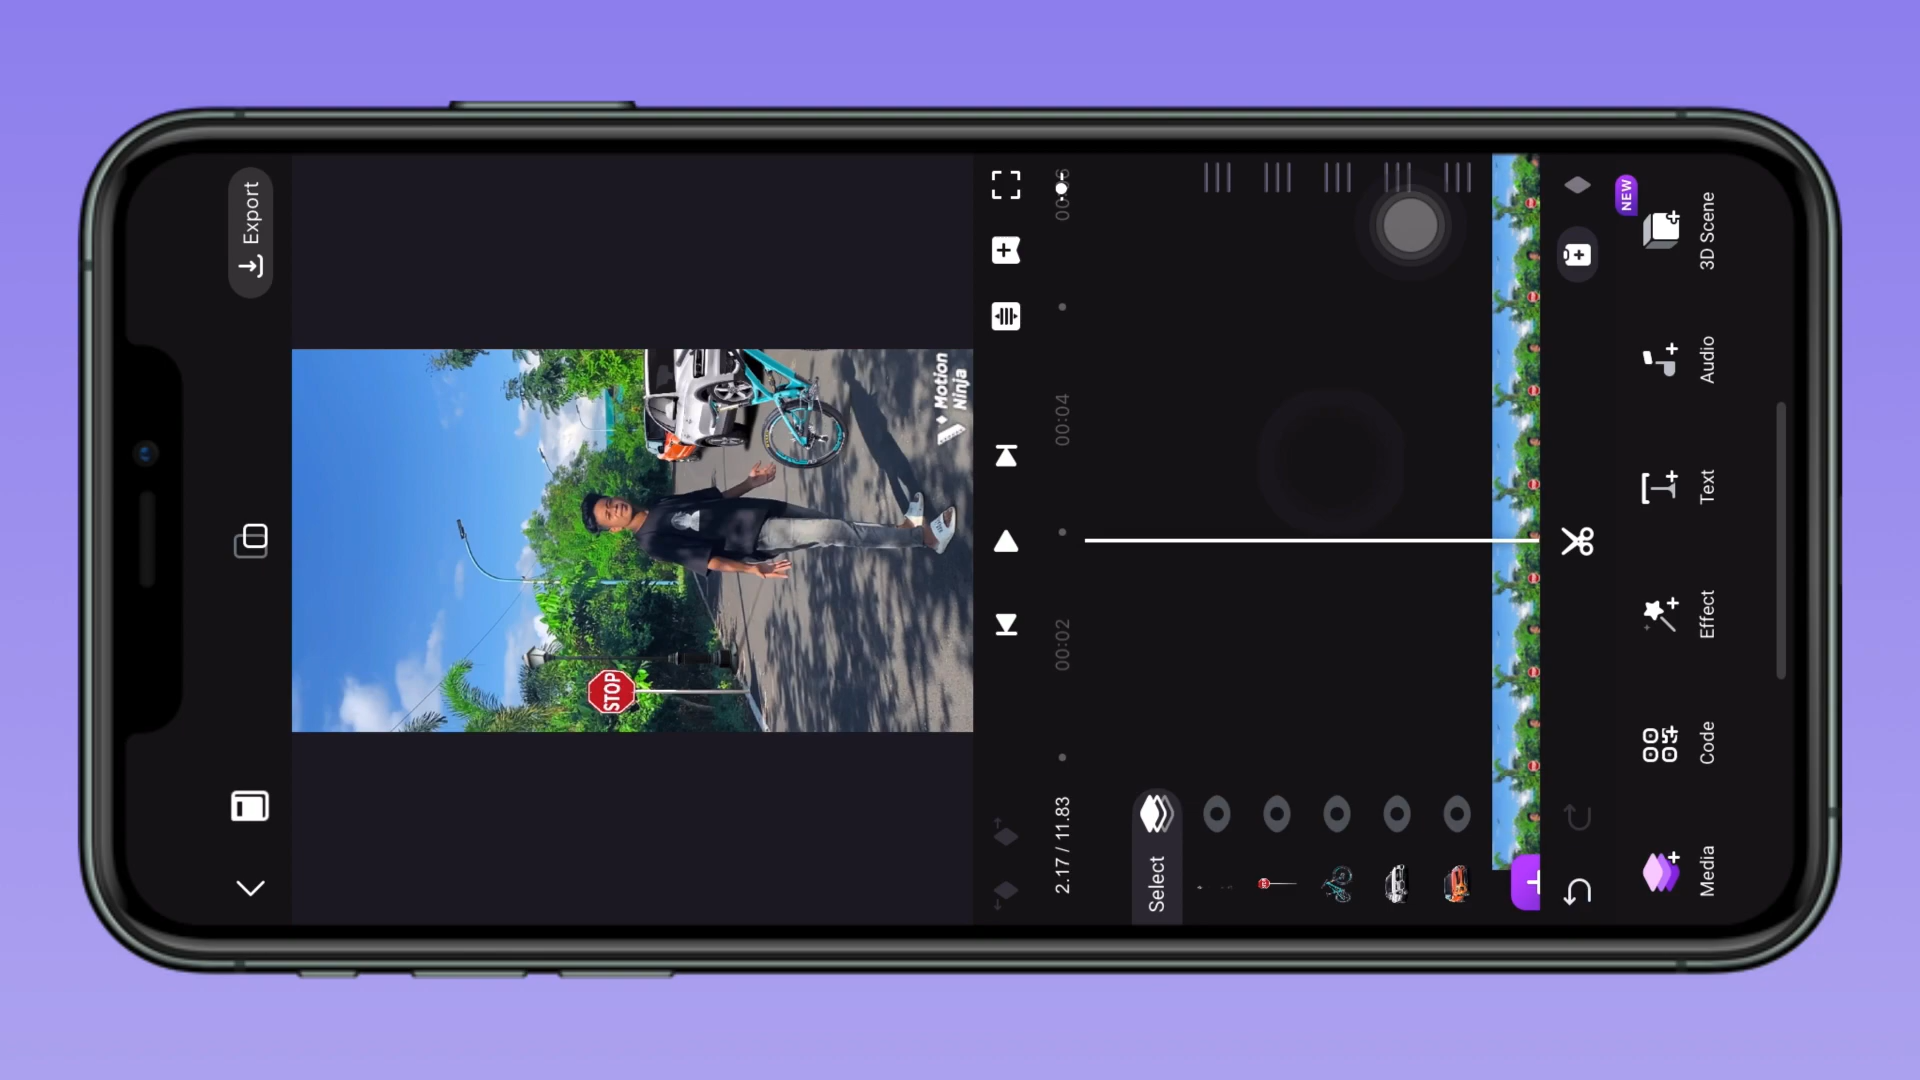 Export
STOP
Motion
Ninja
2.17 / 11.83
00:02
00:04
Select
Media
Code
Effect
Text
Audio
3D Scene
NEW